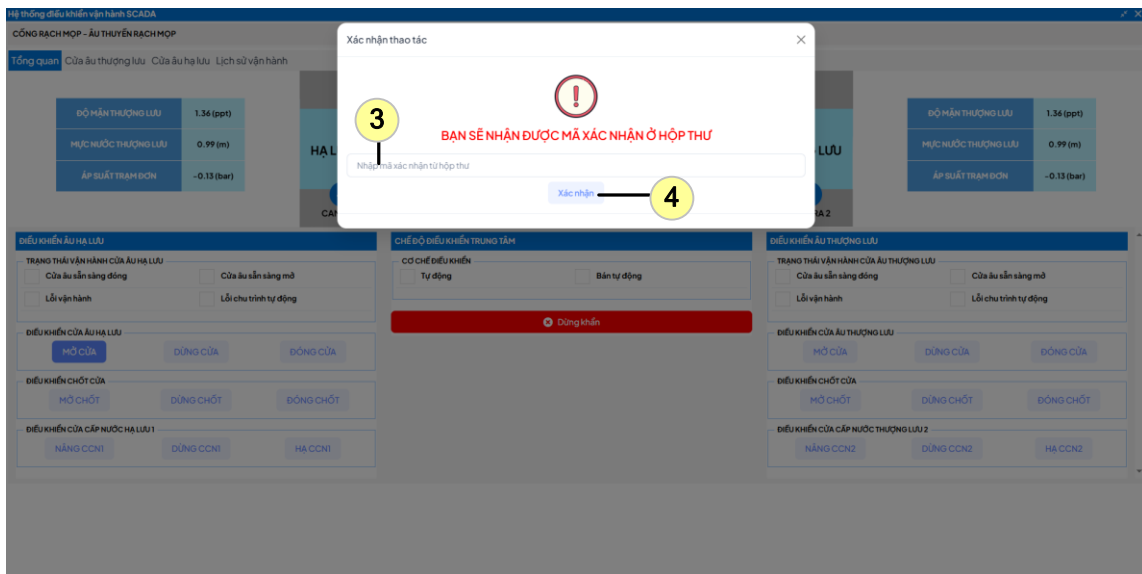 Hệ thống điều khiển vận hành SCADA
CỐNG RẠCH MỌP - ÂU THUYỀN RẠCH MỌP
Tổng quan Cửa âu thượng lưu Cửa âu hạ lưu Lịch sử vận hành
Xác nhận thao tác
BẠN SẼ NHẬN ĐƯỢC MÃ XÁC NHẬN Ở HỘP THƯ
3
Nhập mã xác nhận từ hộp thư
Xác nhận
4
ĐỘ MẶN THƯỢNG LƯU 1.36 (ppt)
MỰC NƯỚC THƯỢNG LƯU 0.99 (m)
ÁP SUẤT TRẠM ĐƠN -0.13 (bar)
HẠ L
CA
LƯU
RA 2
ĐỘ MẶN THƯỢNG LƯU 1.36 (ppt)
MỰC NƯỚC THƯỢNG LƯU 0.99 (m)
ÁP SUẤT TRẠM ĐƠN -0.13 (bar)
ĐIỀU KHIỂN ÂU HẠ LƯU
TRẠNG THÁI VẬN HÀNH CỬA ÂU HẠ LƯU
Cửa âu sẵn sàng đóng Cửa âu sẵn sàng mở
Lỗi vận hành Lỗi chu trình tự động
ĐIỀU KHIỂN CỬA ÂU HẠ LƯU
MỞ CỬA DỪNG CỬA ĐÓNG CỬA
ĐIỀU KHIỂN CHỐT CỬA
MỞ CHỐT DỪNG CHỐT ĐÓNG CHỐT
ĐIỀU KHIỂN CỬA CẤP NƯỚC HẠ LƯU 1
NÂNG CCN1 DỪNG CCN1 HẠ CCN1
CHẾ ĐỘ ĐIỀU KHIỂN TRUNG TÂM
CƠ CHẾ ĐIỀU KHIỂN
Tự động Bán tự động
Dừng khẩn
ĐIỀU KHIỂN ÂU THƯỢNG LƯU
TRẠNG THÁI VẬN HÀNH CỬA ÂU THƯỢNG LƯU
Cửa âu sẵn sàng đóng Cửa âu sẵn sàng mở
Lỗi vận hành Lỗi chu trình tự động
ĐIỀU KHIỂN CỬA ÂU THƯỢNG LƯU
MỞ CỬA DỪNG CỬA ĐÓNG CỬA
ĐIỀU KHIỂN CHỐT CỬA
MỞ CHỐT DỪNG CHỐT ĐÓNG CHỐT
ĐIỀU KHIỂN CỬA CẤP NƯỚC THƯỢNG LƯU 2
NÂNG CCN2 DỪNG CCN2 HẠ CCN2